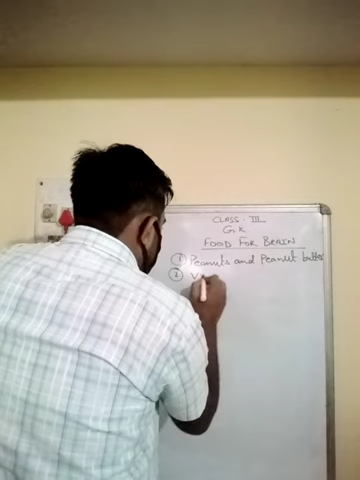 CLASS: III
G.K
FOOD FOR BRAIN
① Peanuts and Peanut butter
② V